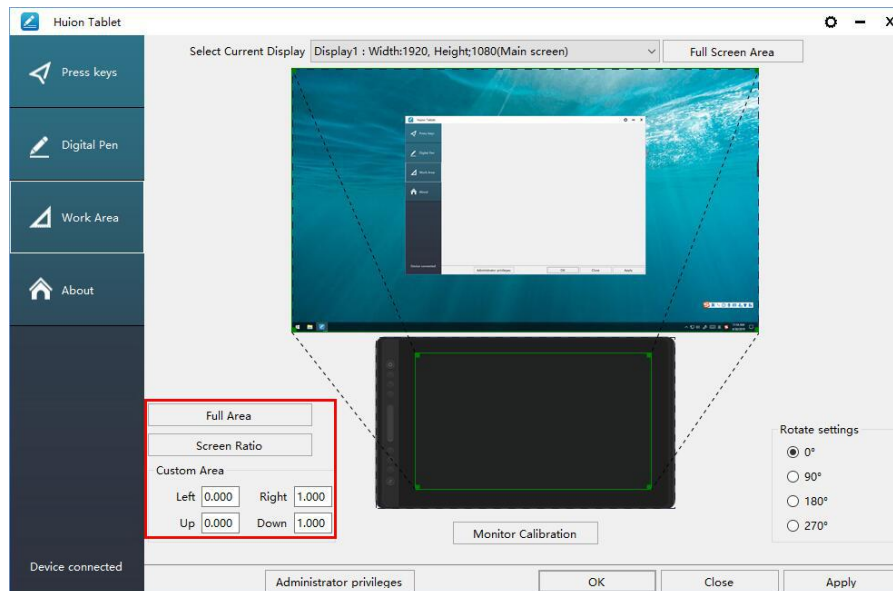 Huion Tablet
Select Current Display Display1 : Width:1920, Height;1080(Main screen) Full Screen Area
Press keys
Digital Pen
Work Area
About
Full Area
Screen Ratio
Custom Area
Left 0.000 Right 1.000
Up 0.000 Down 1.000
Monitor Calibration
Rotate settings
0°
90°
180°
270°
Device connected
Administrator privileges OK Close Apply